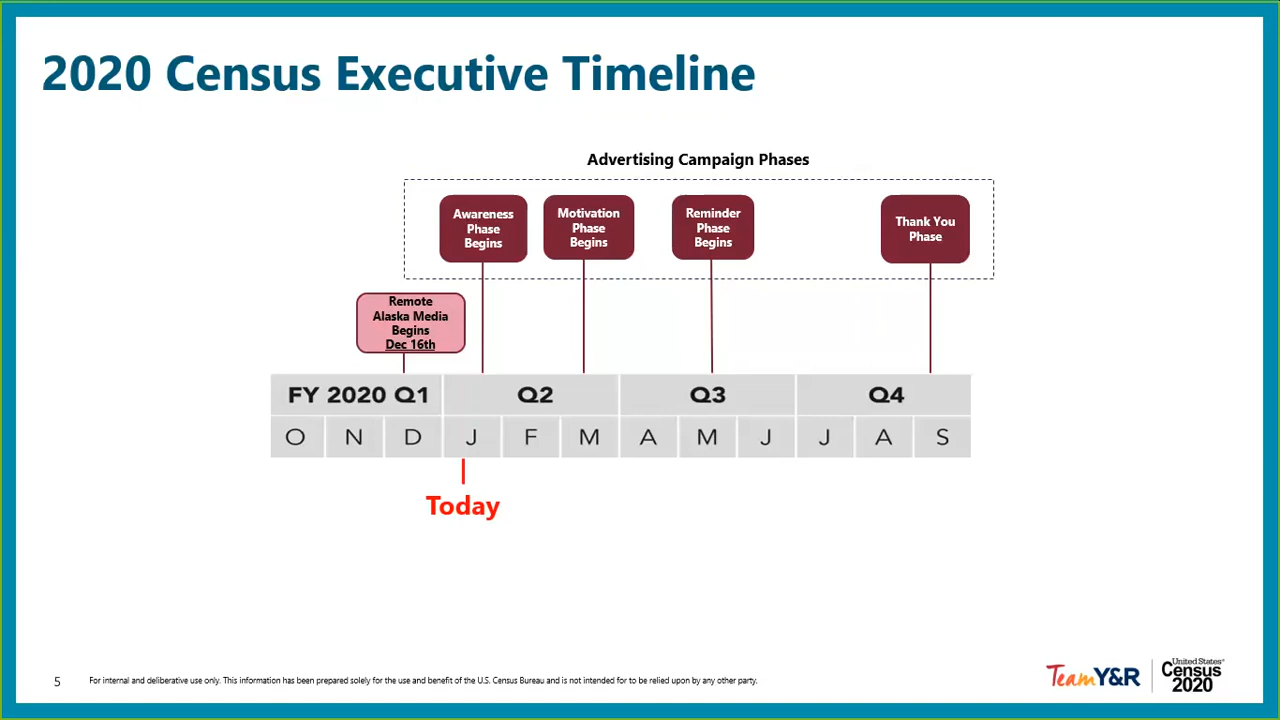 2020 Census Executive Timeline
Advertising Campaign Phases
Awareness
Phase
Begins
Motivation
Phase
Begins
Reminder
Phase
Begins
Thank You
Phase
Remote
Alaska Media
Begins
Dec 16th
FY 2020 Q1 Q2 Q3 Q4
O N D J F M A M J J A S
Today
5 For internal and deliberative use only. This information has been prepared solely for the use and benefit of the U.S. Census Bureau and is not intended for to be relied upon by any other party.
TeamY&R
United States®
Census
2020